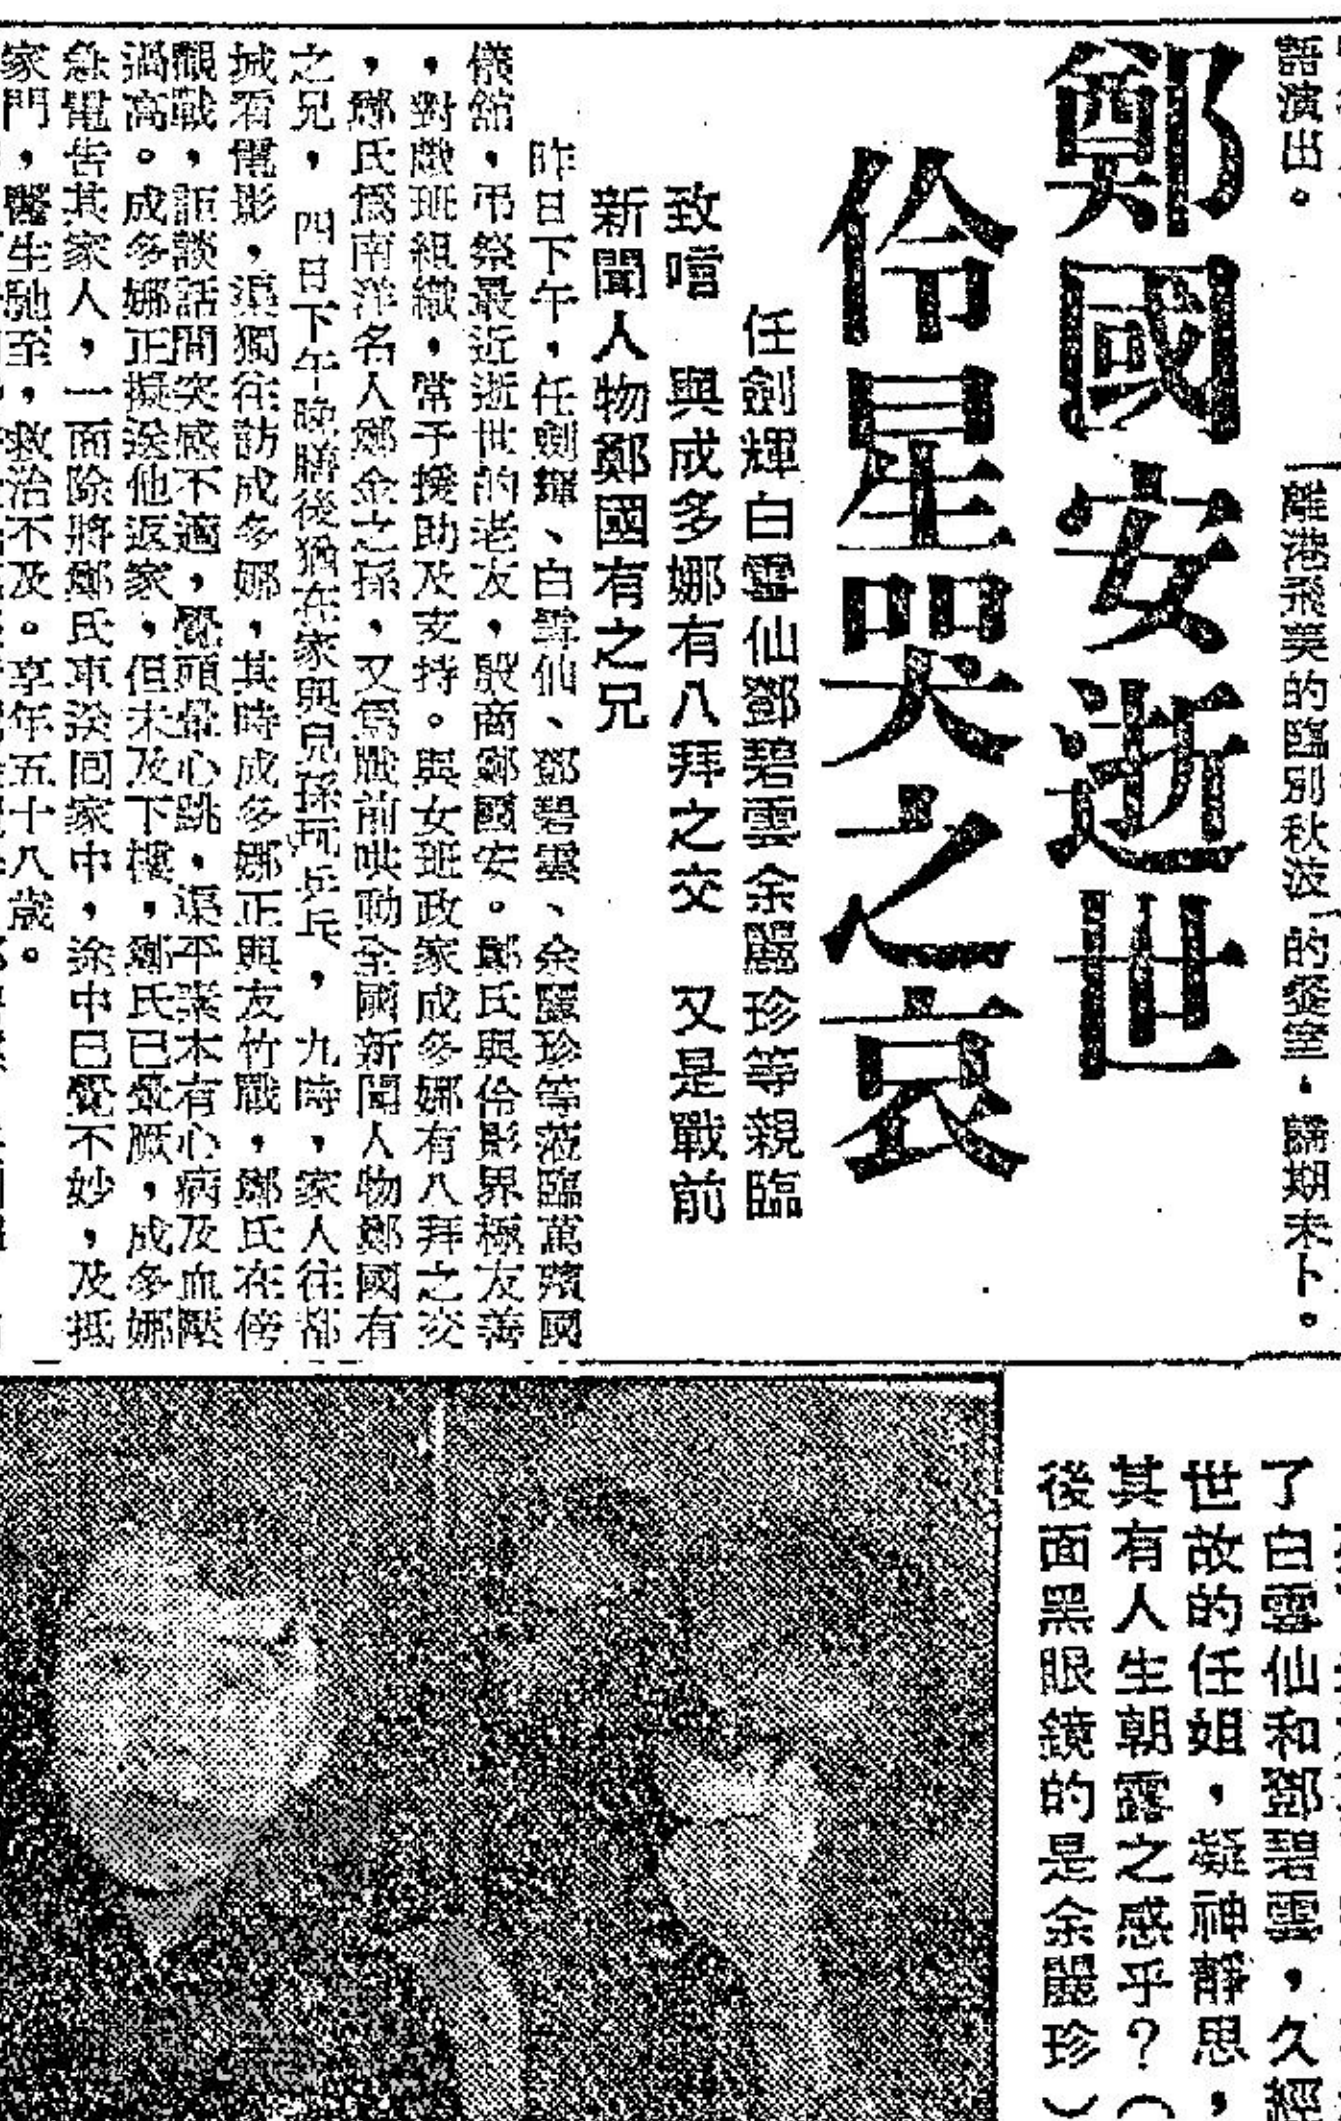 語演出。
離港飛美的臨別秋波的發售,歸期未卜。
鄭國安逝世
伶星哭之哀
任劍輝白雪仙鄧碧雲余麗珍等親臨
致唁 與成多娜有八拜之交 又是戰前
新聞人物鄭國有之兄
昨日下午,任劍輝、白雪仙、鄧碧雲、余麗珍等蒞臨萬國殯
儀館,弔祭最近逝世的老友,殷商鄭國安。鄭氏與伶影界極友善
,對戲班組織,常予援助及支持。與女班政家成多娜有八拜之交
,鄭氏為南洋名人鄭金之孫,又為戰前哄動全國新聞人物鄭國有
之兄,四日下午晚膳後猶在家與兒孫玩乒乓,九時,家人往都
城看電影,渠獨往訪成多娜,其時成多娜正與友竹戰,鄭氏在傍
觀戰,詎談話間突感不適,覺頭暈心跳,渠平素木有心病及血壓
過高。成多娜正擬送他返家,但未及下樓,鄭氏已暈厥,成多娜
急電告其家人,一面除將鄭氏車送囘家中,途中已覺不妙,及抵
家門,醫生馳至,救治不及。享年五十八歲。
了白雪仙和鄧碧雲,久經
世故的任姐,凝神靜思,
其有人生朝露之感乎?(
後面黑眼鏡的是余麗珍)